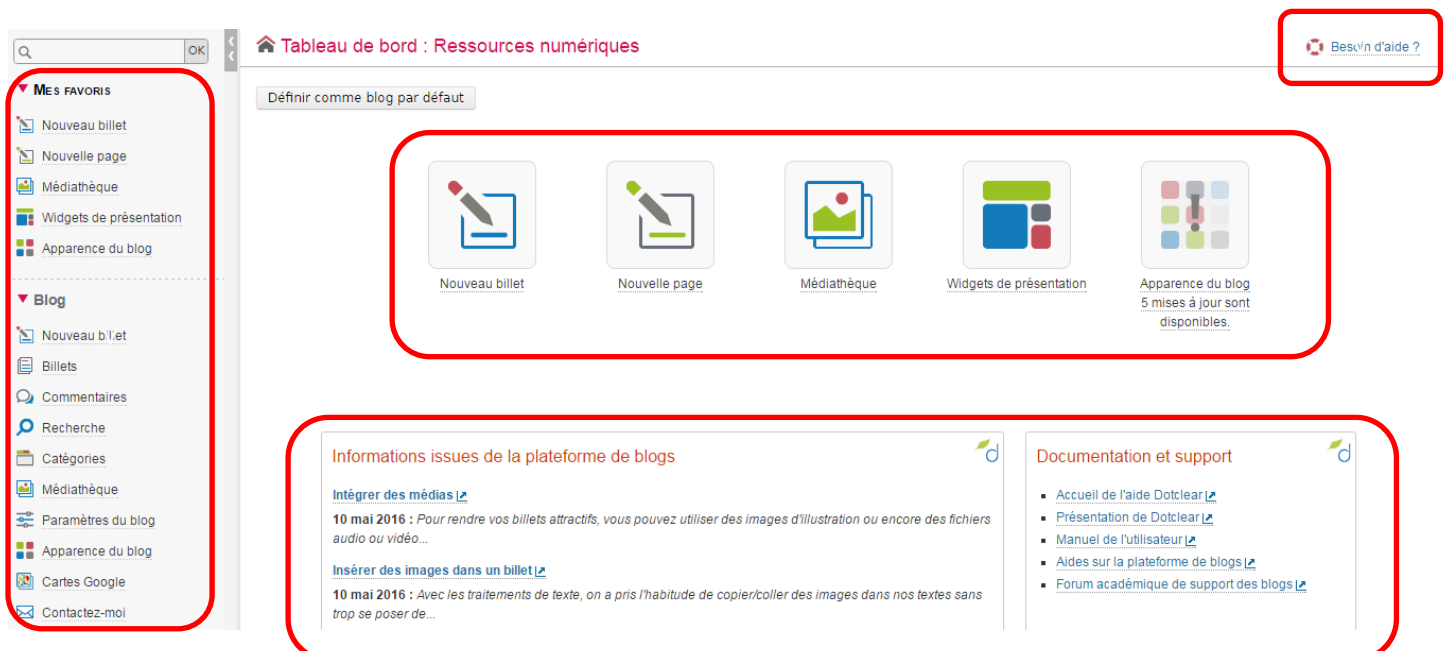 OK
Tableau de bord : Ressources numériques
Besoin d'aide ?
MES FAVORIS
Nouveau billet
Nouvelle page
Médiathèque
Widgets de présentation
Apparence du blog
Blog
Nouveau billet
Billets
Commentaires
Recherche
Catégories
Médiathèque
Paramètres du blog
Apparence du blog
Cartes Google
Contactez-moi
Définir comme blog par défaut
Nouveau billet
Nouvelle page
Médiathèque
Widgets de présentation
Apparence du blog
5 mises à jour sont
disponibles.
Informations issues de la plateforme de blogs
Intégrer des médias
10 mai 2016 : Pour rendre vos billets attractifs, vous pouvez utiliser des images d'illustration ou encore des fichiers
audio ou vidéo...
Insérer des images dans un billet
10 mai 2016 : Avec les traitements de texte, on a pris l'habitude de copier/coller des images dans nos textes sans
trop se poser de...
Documentation et support
Accueil de l'aide Dotclear
Présentation de Dotclear
Manuel de l'utilisateur
Aides sur la plateforme de blogs
Forum académique de support des blogs